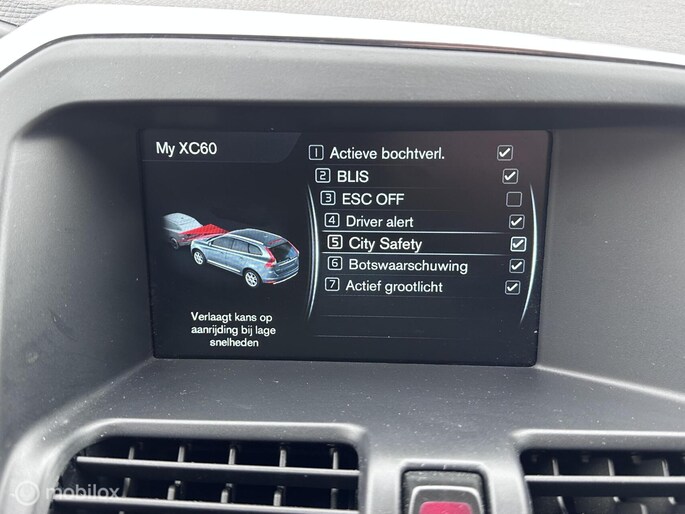 My XC60
1 Actieve bochtverl.
2 BLIS
3 ESC OFF
4 Driver alert
5 City Safety
6 Botswaarschuwing
7 Actief grootlicht
Verlaagt kans op
aanrijding bij lage
snelheden
mobilox